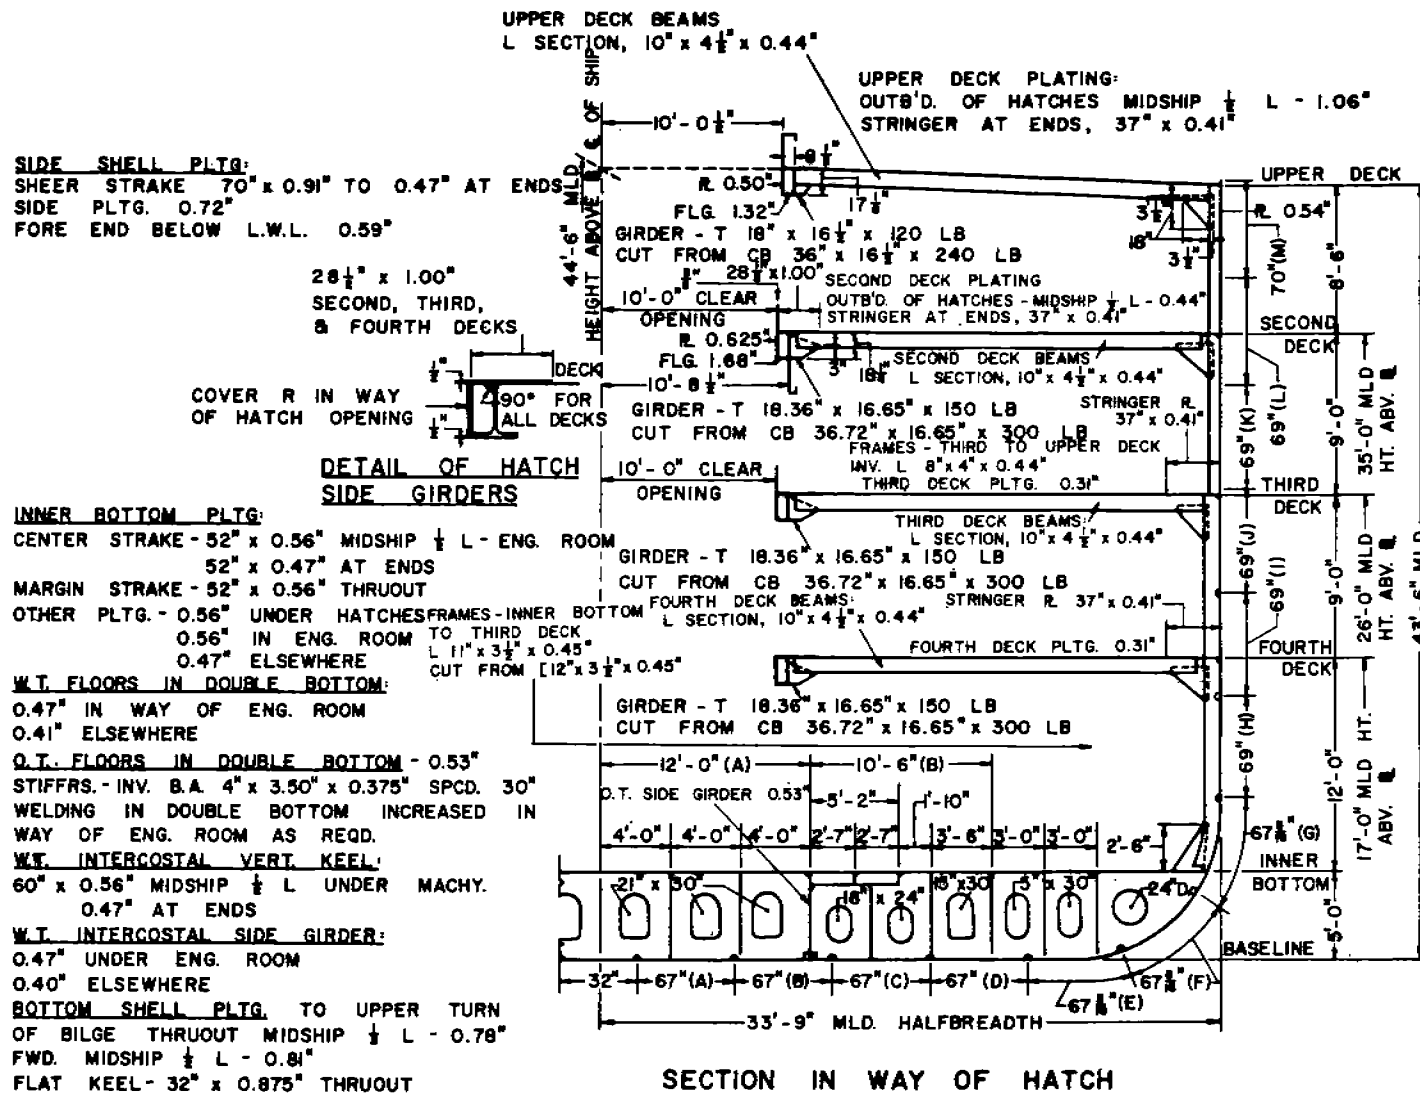 UPPER DECK BEAMS
L SECTION, 10" x 4½" x 0.44"
UPPER DECK PLATING:
OUTB'D. OF HATCHES MIDSHIP ½ L - 1.06"
STRINGER AT ENDS, 37" x 0.41"
10'-0½"
SIDE SHELL PLTG:
SHEER STRAKE 70" x 0.91" TO 0.47" AT ENDS
SIDE PLTG. 0.72"
FORE END BELOW L.W.L. 0.59"
44'-6" MLD
HEIGHT ABOVE ℄ OF SHIP
UPPER DECK
PL 0.50"
17⅛"
FLG. 1.32"
PL 0.54"
3½"
18"
3½"
GIRDER - T 18" x 16½" x 120 LB
CUT FROM CB 36" x 16½" x 240 LB
70"(M)
8'-6"
28½" x 1.00"
SECOND, THIRD,
& FOURTH DECKS
28½" x 1.00"
10'-0" CLEAR
OPENING
SECOND DECK PLATING
OUTB'D. OF HATCHES - MIDSHIP ½ L - 0.44"
STRINGER AT ENDS, 37" x 0.41"
SECOND
DECK
PL 0.625"
FLG. 1.68"
3"
10'-8½"
SECOND DECK BEAMS
L SECTION, 10" x 4½" x 0.44"
½"
DECK
COVER PL IN WAY
OF HATCH OPENING
90° FOR
ALL DECKS
½"
DETAIL OF HATCH
SIDE GIRDERS
GIRDER - T 18.36" x 16.65" x 150 LB
CUT FROM CB 36.72" x 16.65" x 300 LB
STRINGER PL
37" x 0.41"
69"(K)
69"(L)
9'-0"
35'-0" MLD
HT. ABV. BL
FRAMES - THIRD TO UPPER DECK
INV. L 8" x 4" x 0.44"
THIRD DECK PLTG. 0.31"
10'-0" CLEAR
OPENING
THIRD
DECK
INNER BOTTOM PLTG:
CENTER STRAKE - 52" x 0.56" MIDSHIP ½ L - ENG. ROOM
52" x 0.47" AT ENDS
MARGIN STRAKE - 52" x 0.56" THRUOUT
OTHER PLTG. - 0.56" UNDER HATCHES
0.56" IN ENG. ROOM
0.47" ELSEWHERE
THIRD DECK BEAMS:
L SECTION, 10" x 4½" x 0.44"
GIRDER - T 18.36" x 16.65" x 150 LB
CUT FROM CB 36.72" x 16.65" x 300 LB
69"(J)
69"(I)
9'-0"
26'-0" MLD
HT. ABV. BL
43'-6" MLD
FRAMES - INNER BOTTOM
TO THIRD DECK
L 11" x 3½" x 0.45"
CUT FROM [12" x 3½" x 0.45"
FOURTH DECK BEAMS:
L SECTION, 10" x 4½" x 0.44"
STRINGER PL 37" x 0.41"
FOURTH DECK PLTG. 0.31"
FOURTH
DECK
W.T. FLOORS IN DOUBLE BOTTOM:
0.47" IN WAY OF ENG. ROOM
0.41" ELSEWHERE
GIRDER - T 18.36" x 16.65" x 150 LB
CUT FROM CB 36.72" x 16.65" x 300 LB
69"(H)
12'-0"
17'-0" MLD HT.
ABV. BL
O.T. FLOORS IN DOUBLE BOTTOM - 0.53"
STIFFRS. - INV. B.A. 4" x 3.50" x 0.375" SPCD. 30"
WELDING IN DOUBLE BOTTOM INCREASED IN
WAY OF ENG. ROOM AS REQD.
12'-0"(A)
10'-6"(B)
O.T. SIDE GIRDER 0.53"
5'-2"
1'-10"
4'-0" 4'-0" 4'-0" 2'-7" 2'-7" 3'-6" 3'-0" 3'-0"
2'-6"
INNER
BOTTOM
W.T. INTERCOSTAL VERT. KEEL:
60" x 0.56" MIDSHIP ½ L UNDER MACHY.
0.47" AT ENDS
21" x 30"
18" x 24"
5'-0"
W.T. INTERCOSTAL SIDE GIRDER:
0.47" UNDER ENG. ROOM
0.40" ELSEWHERE
BASELINE
32" 67"(A) 67"(B) 67"(C) 67"(D)
BOTTOM SHELL PLTG. TO UPPER TURN
OF BILGE THRUOUT MIDSHIP ½ L - 0.78"
FWD. MIDSHIP ½ L - 0.81"
FLAT KEEL - 32" x 0.875" THRUOUT
33'-9" MLD. HALFBREADTH
SECTION IN WAY OF HATCH